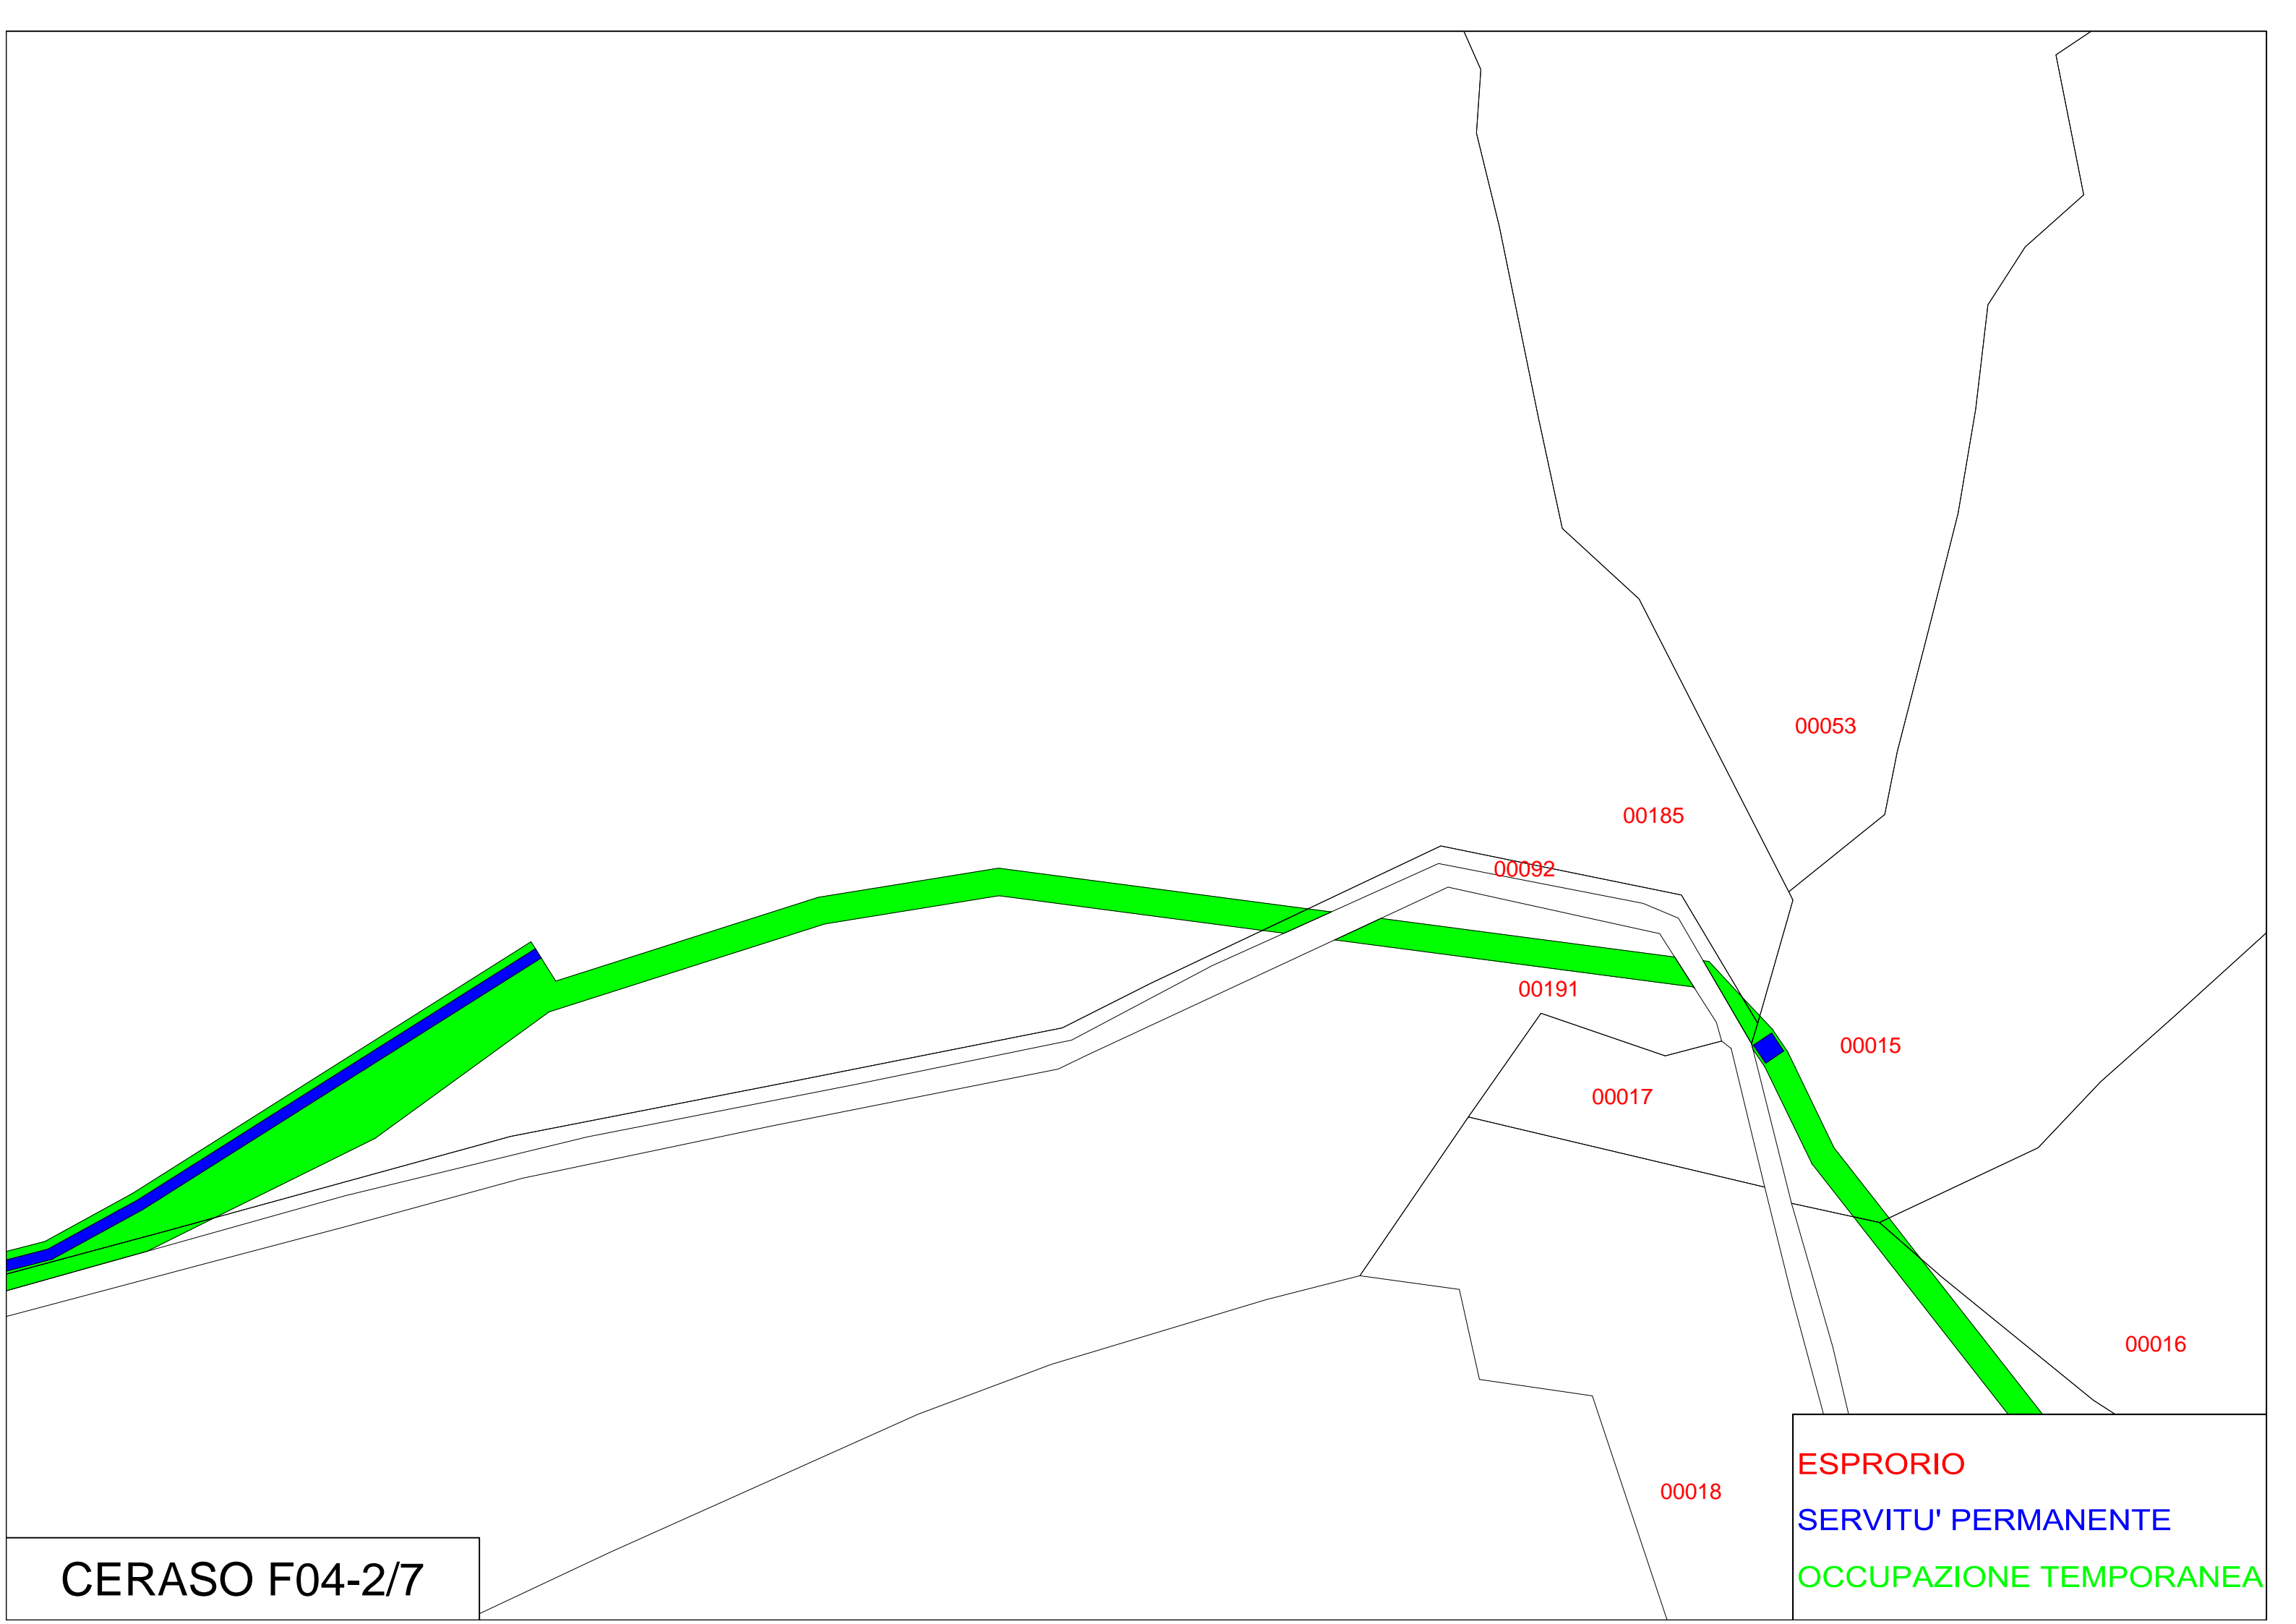 00053
00185
00092
00191
00015
00017
00016
00018
ESPRORIO
SERVITU' PERMANENTE
OCCUPAZIONE TEMPORANEA
CERASO F04-2/7